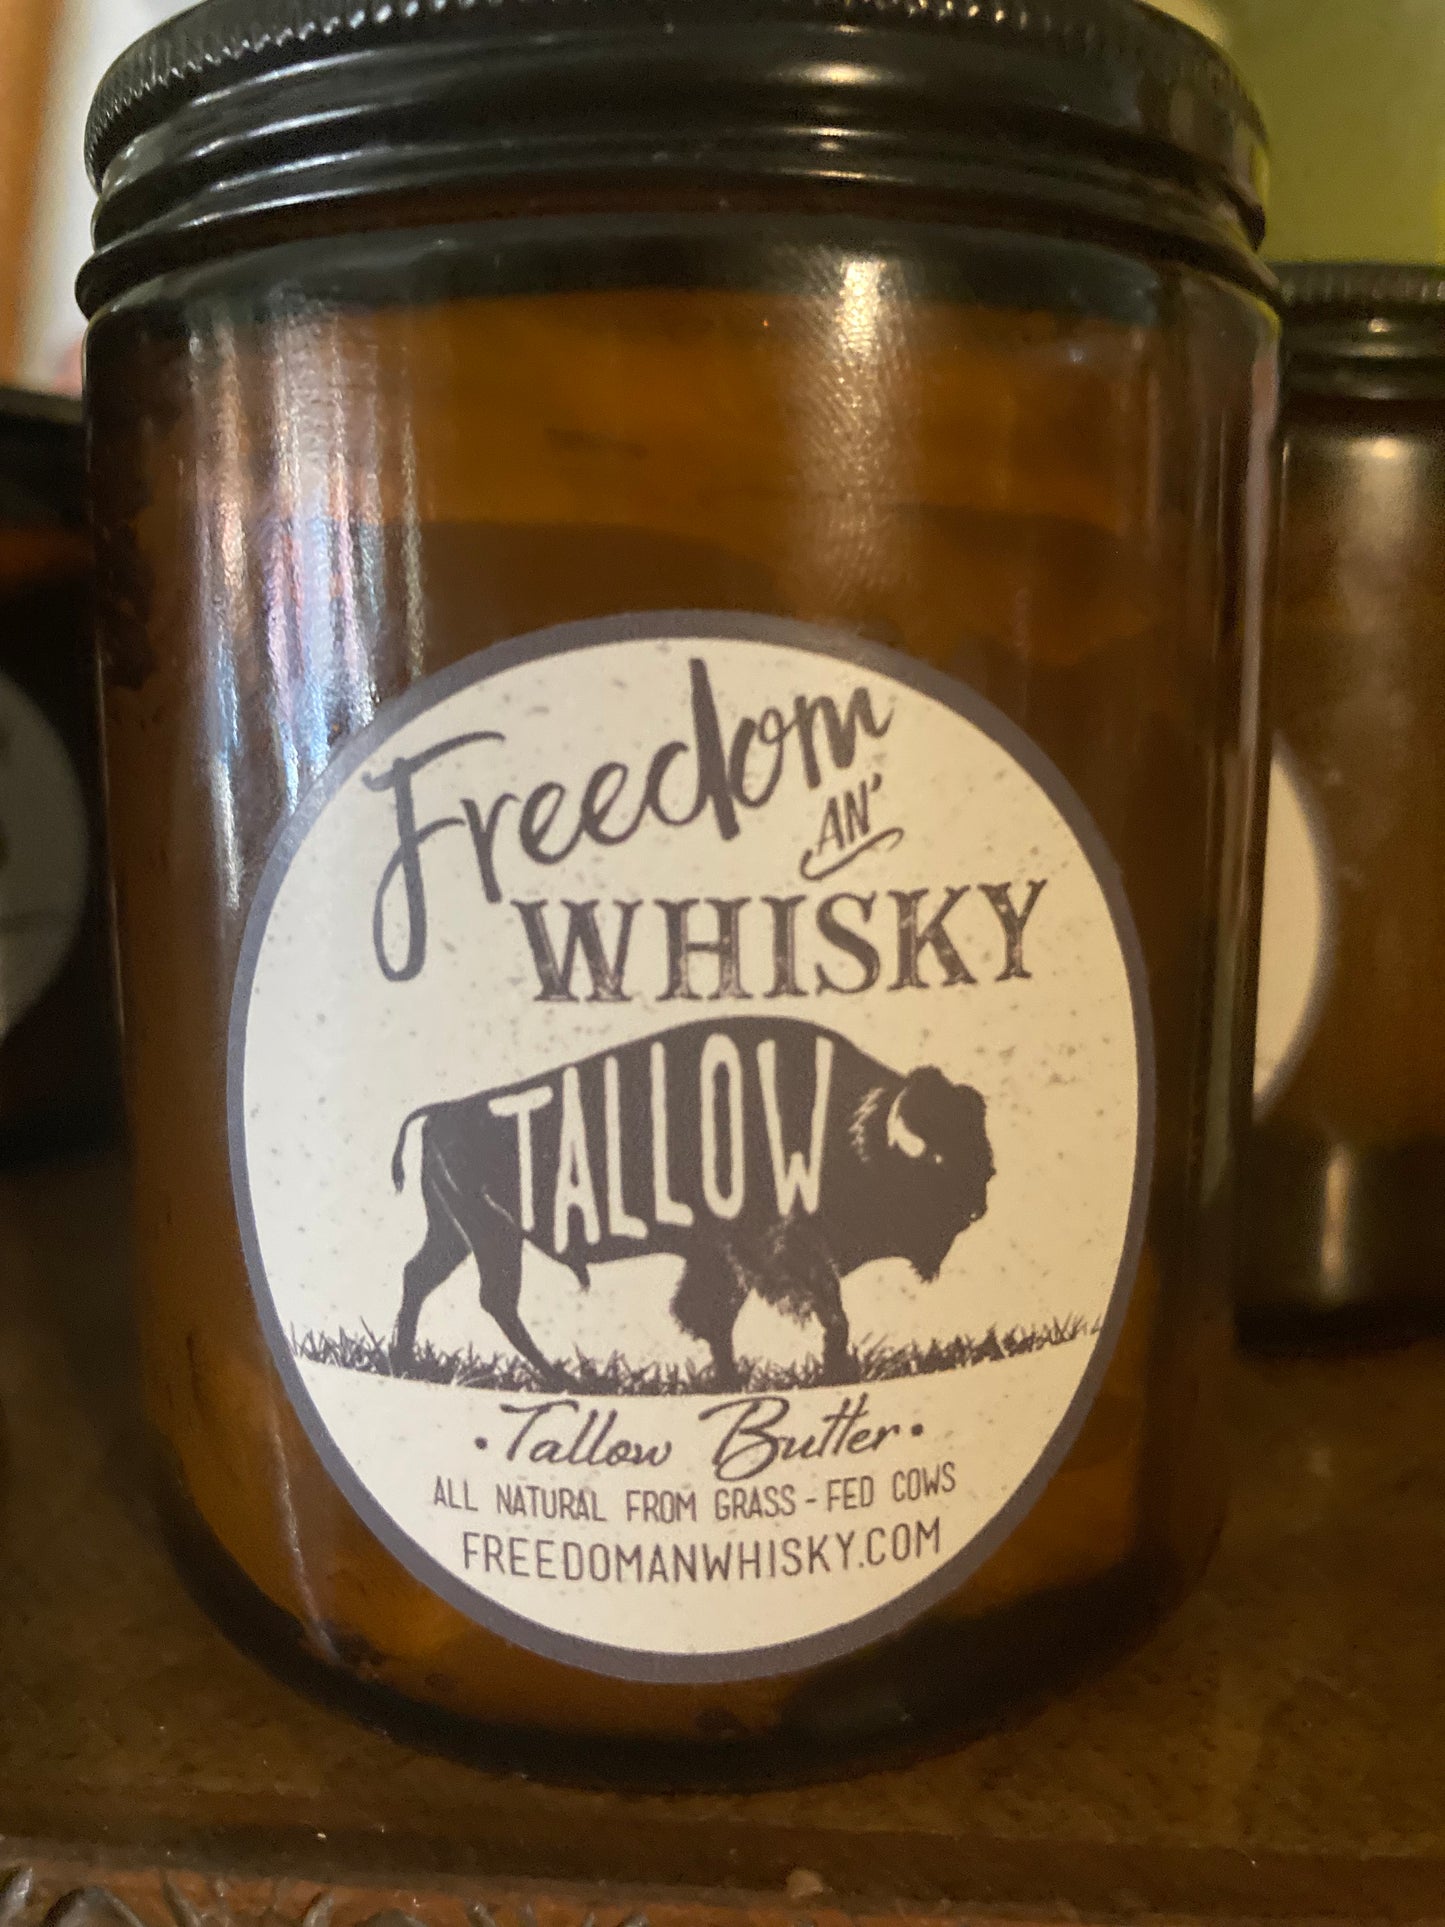 Freedom
AN'
WHISKY
TALLOW
•Tallow Butter•
ALL NATURAL FROM GRASS-FED COWS
FREEDOMANWHISKY.COM